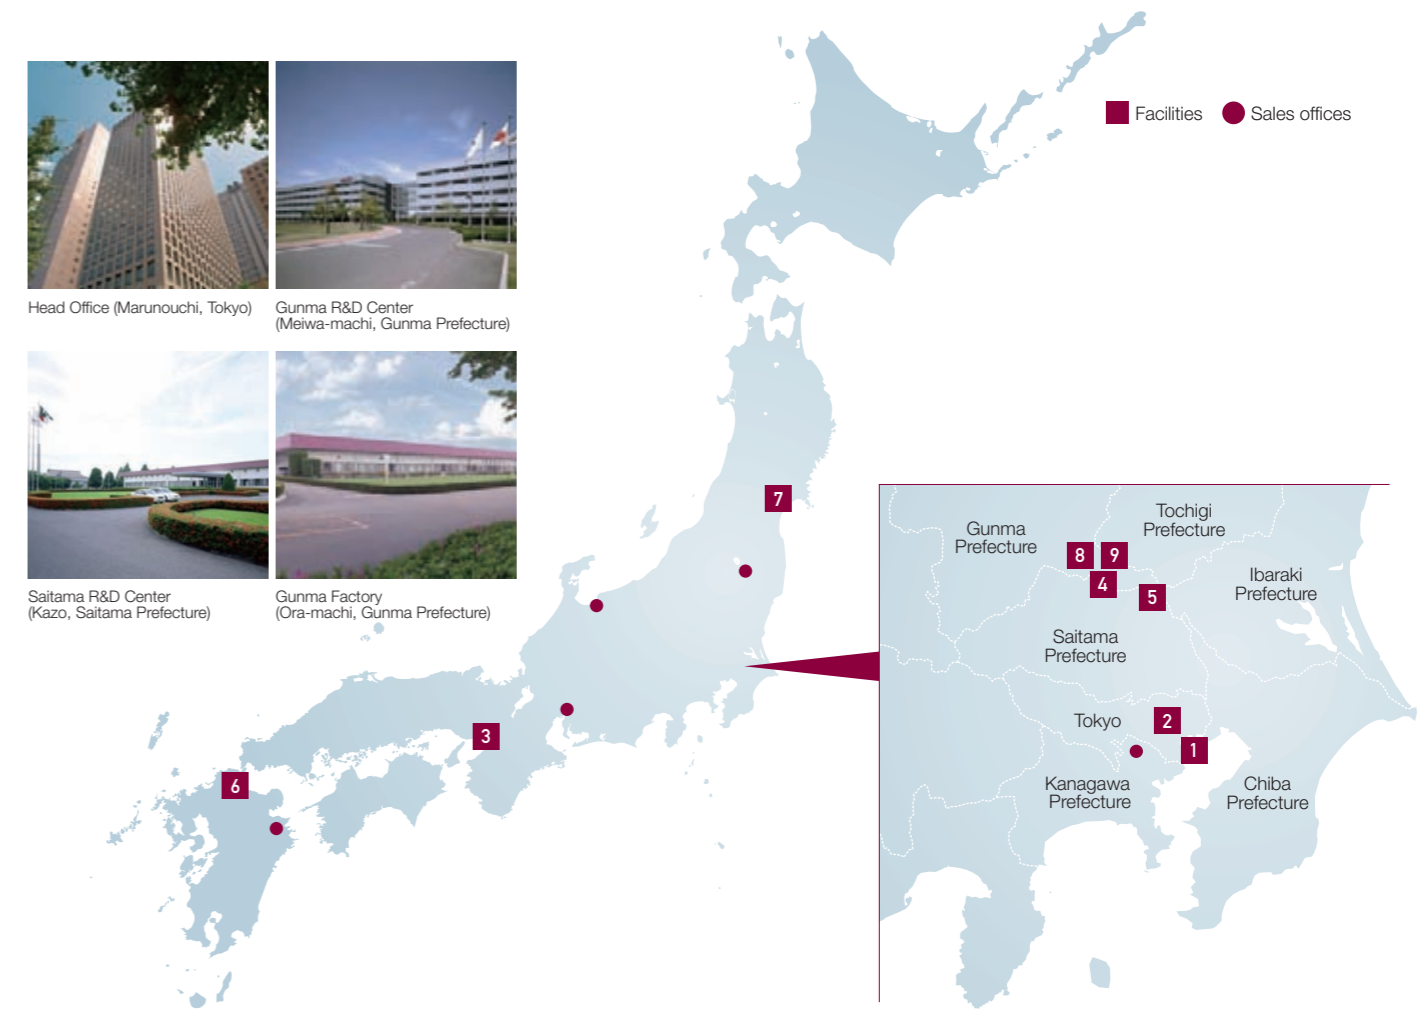 Facilities
Sales offices
Head Office (Marunouchi, Tokyo)
Gunma R&D Center
(Meiwa-machi, Gunma Prefecture)
Saitama R&D Center
(Kazo, Saitama Prefecture)
Gunma Factory
(Ora-machi, Gunma Prefecture)
7
3
6
Gunma
Prefecture
Tochigi
Prefecture
8
9
4
5
Ibaraki
Prefecture
Saitama
Prefecture
Tokyo
2
1
Kanagawa
Prefecture
Chiba
Prefecture